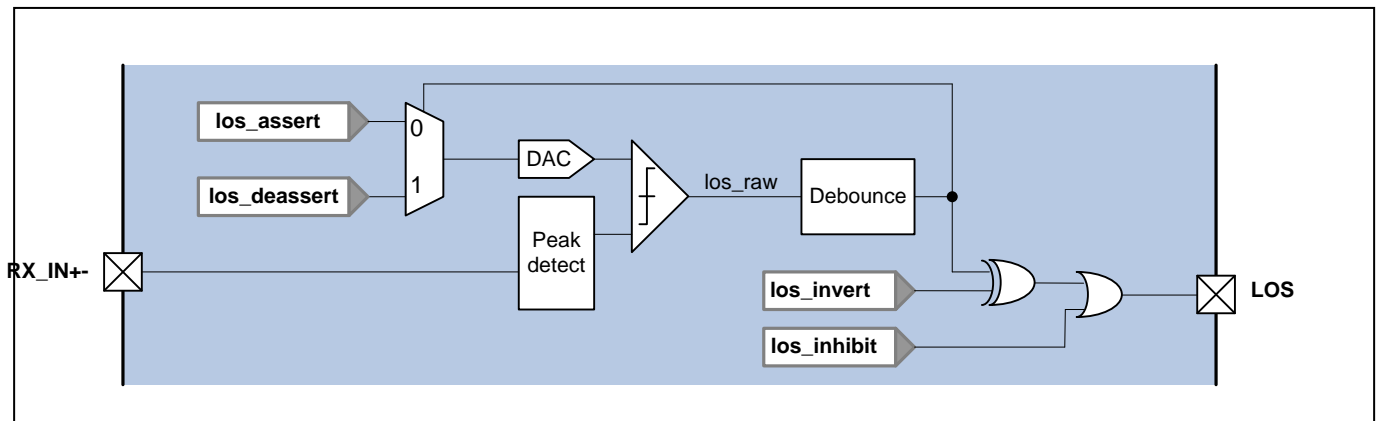 los_assert
0
DAC
los_raw
los_deassert
1
Debounce
Peak
detect
RX_IN+-
los_invert
LOS
los_inhibit